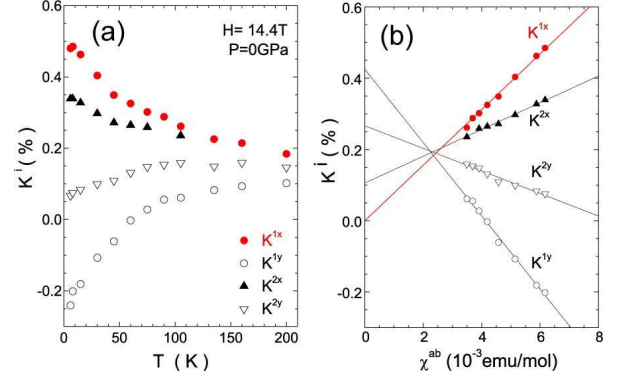 (a)
H= 14.4T
P=0GPa
0.6
0.4
0.2
0.0
-0.2
K^i (%)
K^1x
K^1y
K^2x
K^2y
0 50 100 150 200
T (K)
(b)
K^1x
0.6
0.4
0.2
0.0
-0.2
K^i (%)
K^2x
K^2y
K^1y
0 2 4 6 8
χ^ab (10^-3 emu/mol)